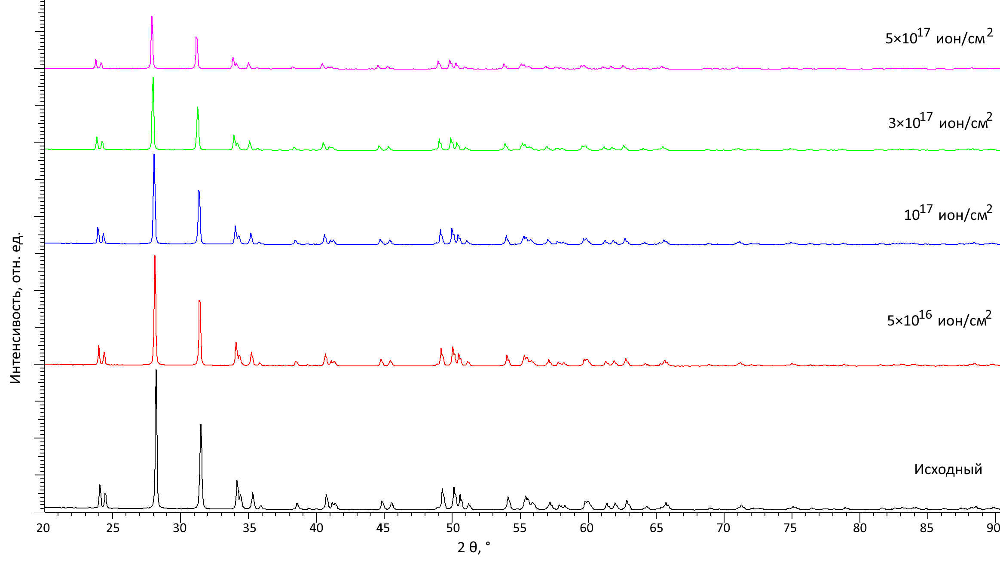 5×10^17 ион/см^2
3×10^17 ион/см^2
10^17 ион/см^2
5×10^16 ион/см^2
Исходный
Интенсивость, отн. ед.
20 25 30 35 40 45 50 55 60 65 70 75 80 85 90
2 θ, °